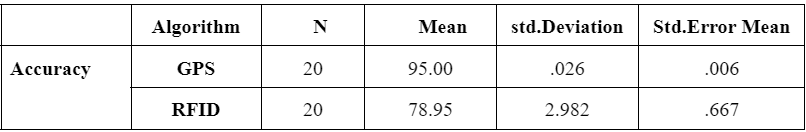 Algorithm N Mean std.Deviation Std.Error Mean
Accuracy GPS 20 95.00 .026 .006
RFID 20 78.95 2.982 .667